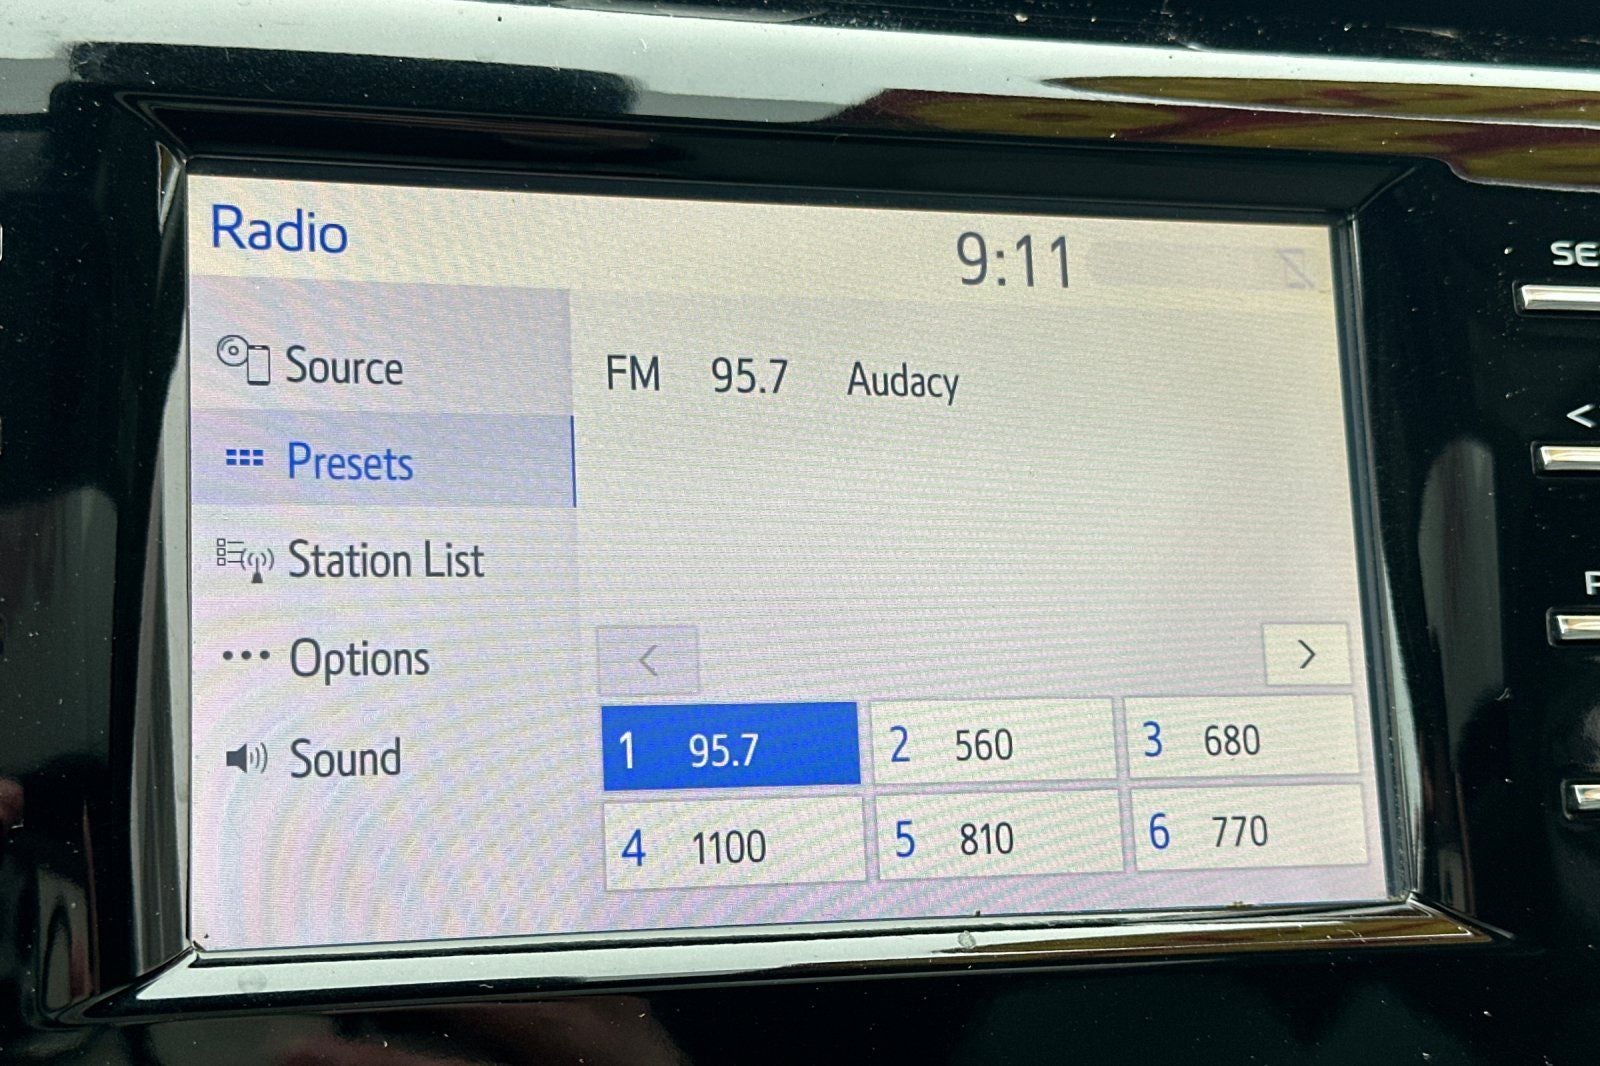 Radio
9:11
Source
FM 95.7 Audacy
Presets
Station List
Options
Sound
<
>
1 95.7
2 560
3 680
4 1100
5 810
6 770
SE
<